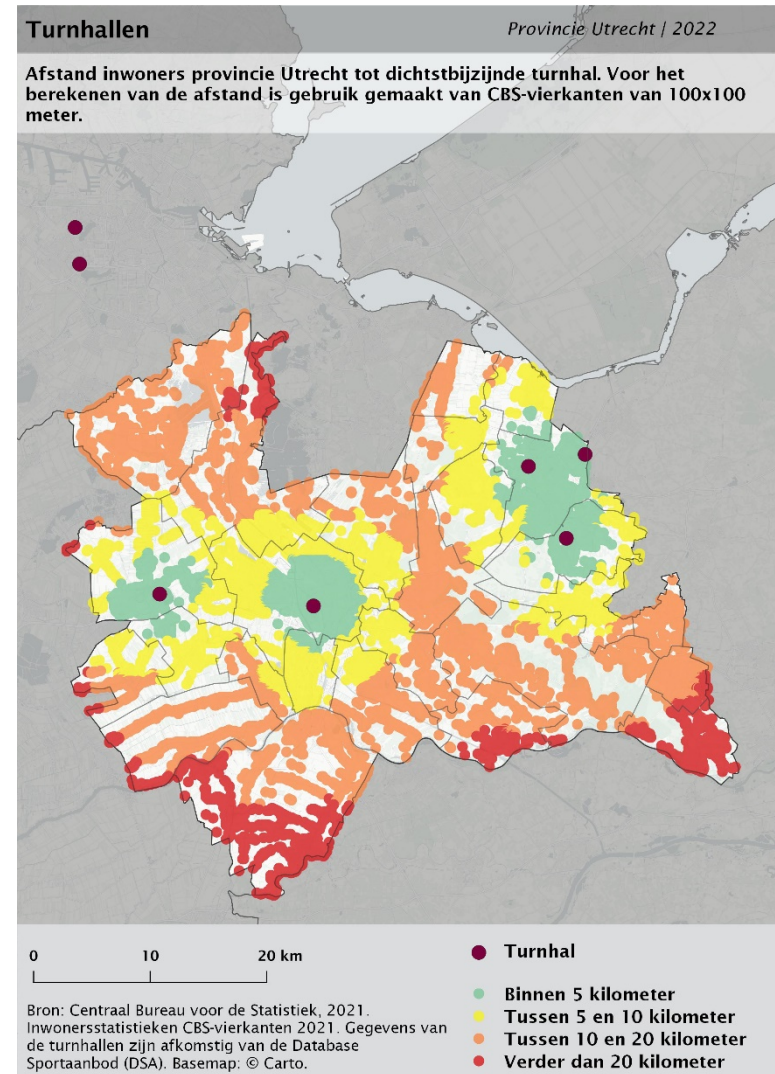 Turnhallen
Provincie Utrecht | 2022
Afstand inwoners provincie Utrecht tot dichtstbijzijnde turnhal. Voor het
berekenen van de afstand is gebruik gemaakt van CBS-vierkanten van 100x100
meter.
0 10 20 km
Bron: Centraal Bureau voor de Statistiek, 2021.
Inwonersstatistieken CBS-vierkanten 2021. Gegevens van
de turnhallen zijn afkomstig van de Database
Sportaanbod (DSA). Basemap: © Carto.
Turnhal
Binnen 5 kilometer
Tussen 5 en 10 kilometer
Tussen 10 en 20 kilometer
Verder dan 20 kilometer